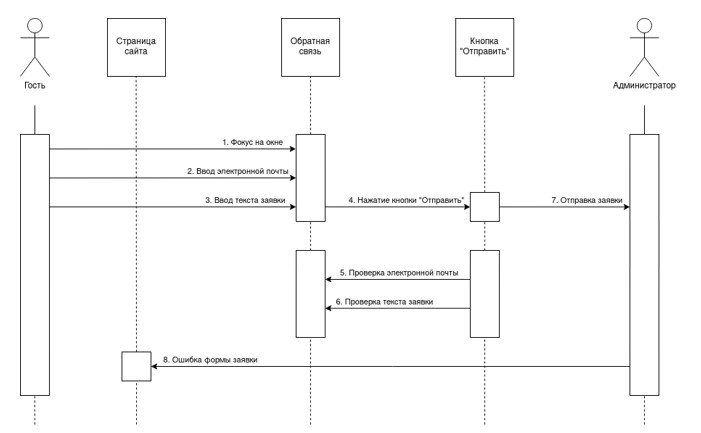 Страница
сайта
Обратная
связь
Кнопка
"Отправить"
Гость
Администратор
1. Фокус на окне
2. Ввод электронной почты
3. Ввод текста заявки
4. Нажатие кнопки "Отправить"
7. Отправка заявки
5. Проверка электронной почты
6. Проверка текста заявки
8. Ошибка формы заявки